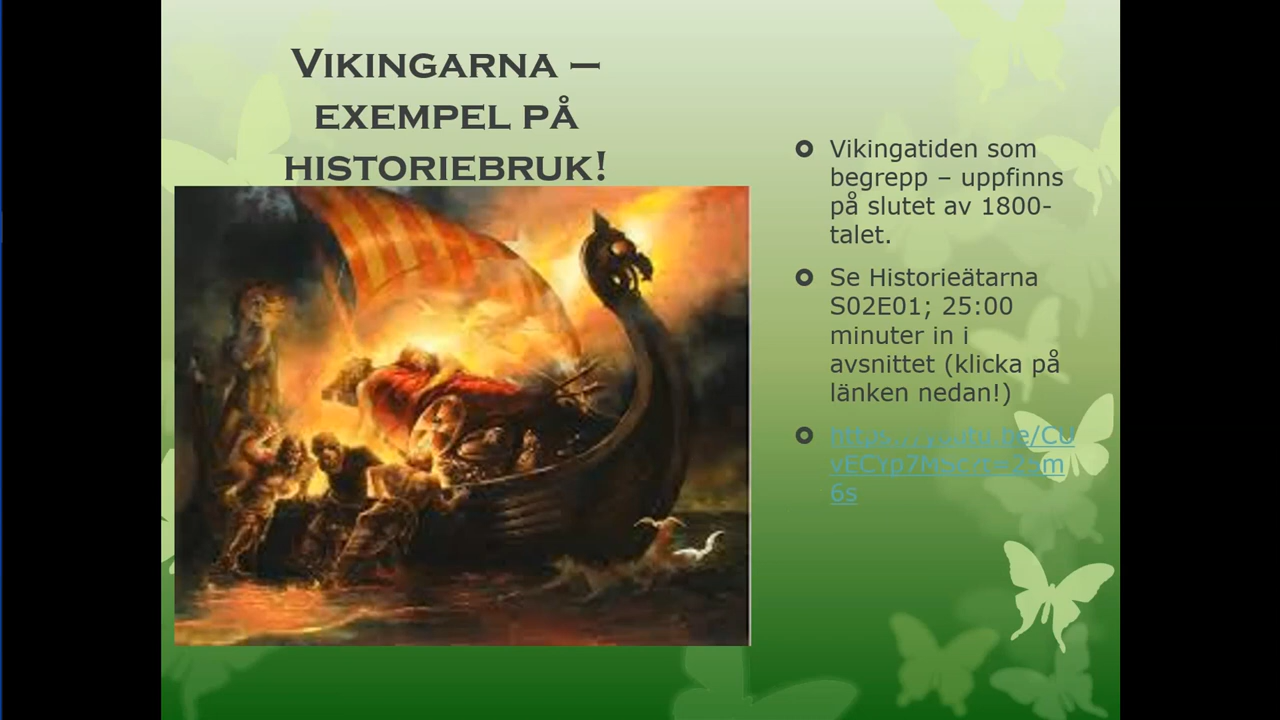 Vikingarna –
exempel på
historiebruk!
Vikingatiden som
begrepp – uppfinns
på slutet av 1800-
talet.
Se Historieätarna
S02E01; 25:00
minuter in i
avsnittet (klicka på
länken nedan!)
6s